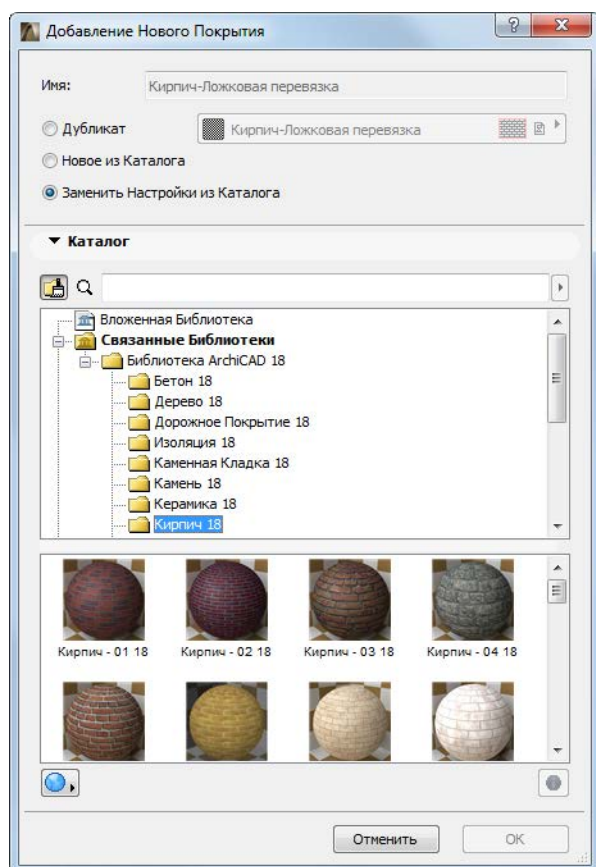 Добавление Нового Покрытия
Имя: Кирпич-Ложковая перевязка
Дубликат Кирпич-Ложковая перевязка
Новое из Каталога
Заменить Настройки из Каталога
Каталог
Вложенная Библиотека
Связанные Библиотеки
Библиотека ArchiCAD 18
Бетон 18
Дерево 18
Дорожное Покрытие 18
Изоляция 18
Каменная Кладка 18
Камень 18
Керамика 18
Кирпич 18
Кирпич - 01 18 Кирпич - 02 18 Кирпич - 03 18 Кирпич - 04 18
Отменить OK